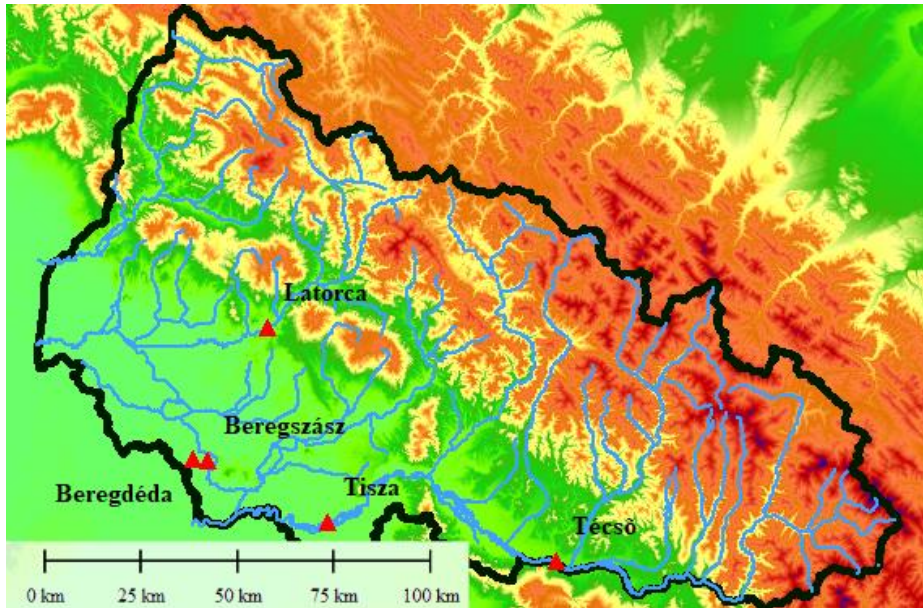 Latorca
Beregszász
Beregdéda
Tisza
Técső
0 km 25 km 50 km 75 km 100 km